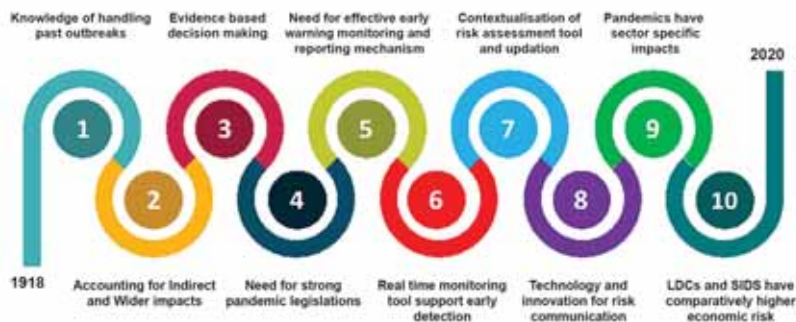 Knowledge of handling
past outbreaks
Evidence based
decision making
Need for effective early
warning monitoring and
reporting mechanism
Contextualisation of
risk assessment tool
and updation
Pandemics have
sector specific
impacts
2020
1
3
5
7
9
2
4
6
8
10
1918
Accounting for Indirect
and Wider impacts
Need for strong
pandemic legislations
Real time monitoring
tool support early
detection
Technology and
innovation for risk
communication
LDCs and SIDS have
comparatively higher
economic risk